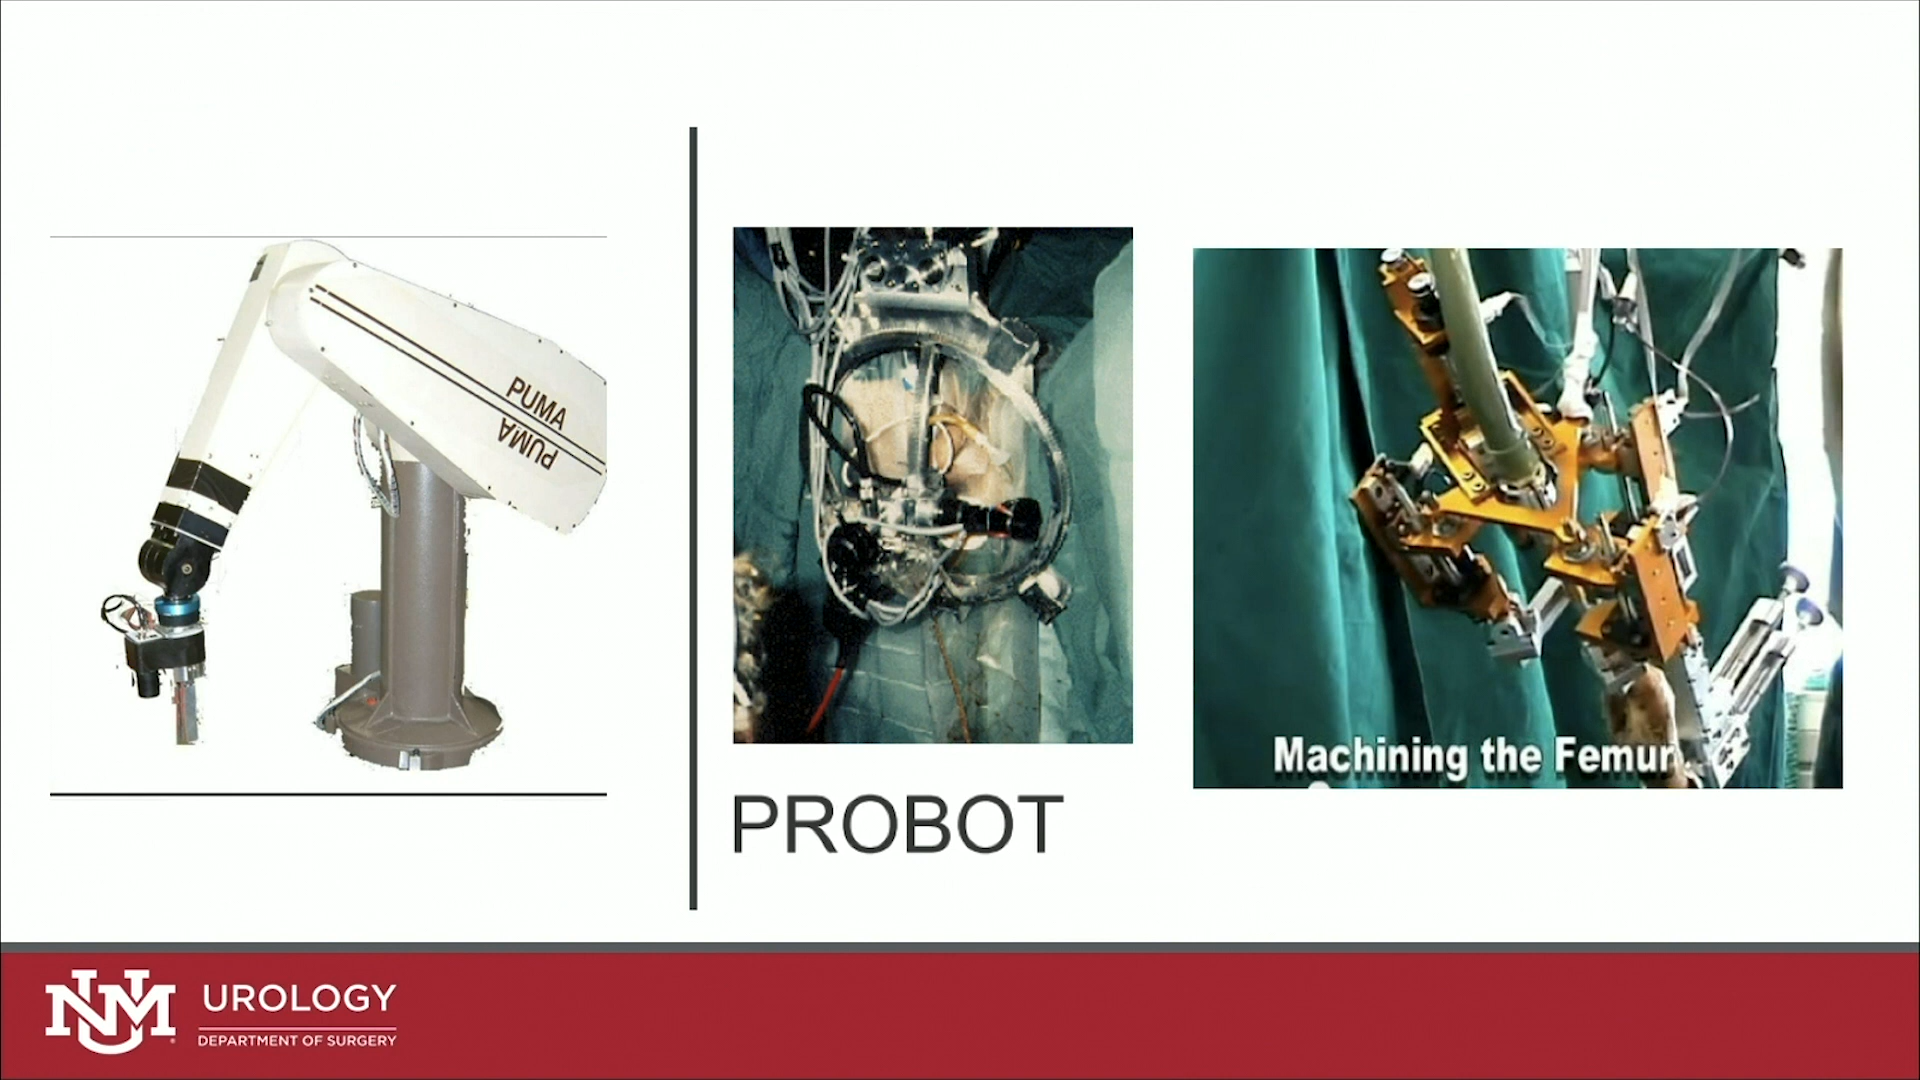 PUMA
PUMA
PROBOT
Machining the Femur
UNM
UROLOGY
DEPARTMENT OF SURGERY